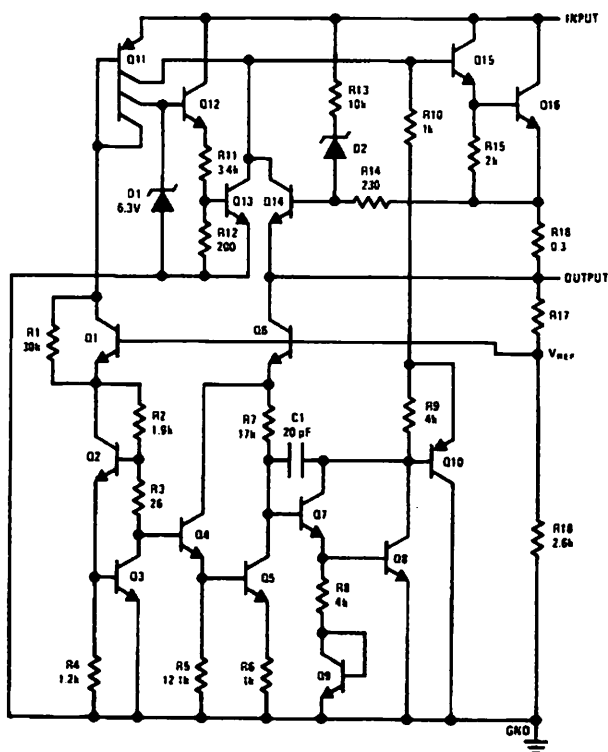 INPUT
Q11
Q12
Q15
Q16
R13
10k
R10
1k
R11
3.4k
D2
R15
2k
D1
6.3V
Q13
Q14
R14
230
R12
200
R16
0.3
OUTPUT
R1
30k
Q1
Q6
R17
VREF
R2
1.9k
R7
17k
C1
20 pF
R9
4k
Q2
Q10
R3
26
Q4
Q7
R18
2.6k
Q3
Q5
Q8
R8
4k
R4
1.2k
R5
12.1k
R6
1k
Q9
GND